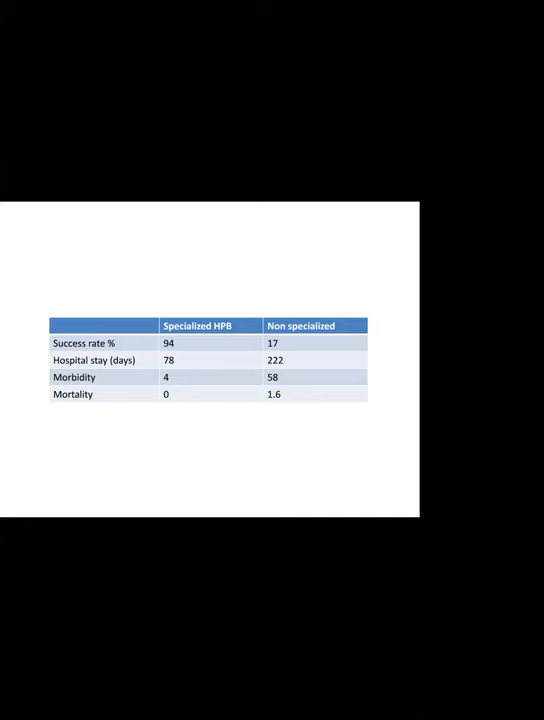 Specialized HPB Non specialized
Success rate % 94 17
Hospital stay (days) 78 222
Morbidity 4 58
Mortality 0 1.6